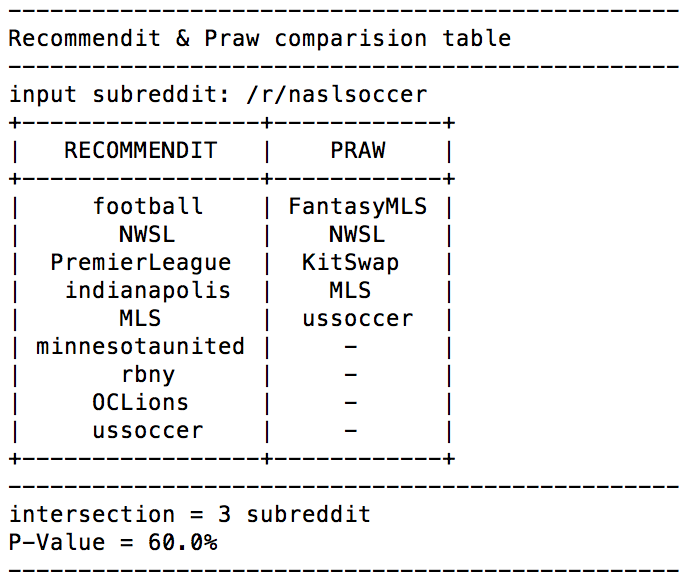 ------------------------------------------------
Recommendit & Praw comparision table
------------------------------------------------
input subreddit: /r/naslsoccer
+-----------------+------------+
|   RECOMMENDIT   |    PRAW    |
+-----------------+------------+
|     football    | FantasyMLS |
|       NWSL      |    NWSL    |
|  PremierLeague  |  KitSwap   |
|   indianapolis  |    MLS     |
|       MLS       |  ussoccer  |
| minnesotaunited |     -      |
|       rbny      |     -      |
|     OCLions     |     -      |
|     ussoccer    |     -      |
+-----------------+------------+
------------------------------------------------
intersection = 3 subreddit
P-Value = 60.0%
------------------------------------------------